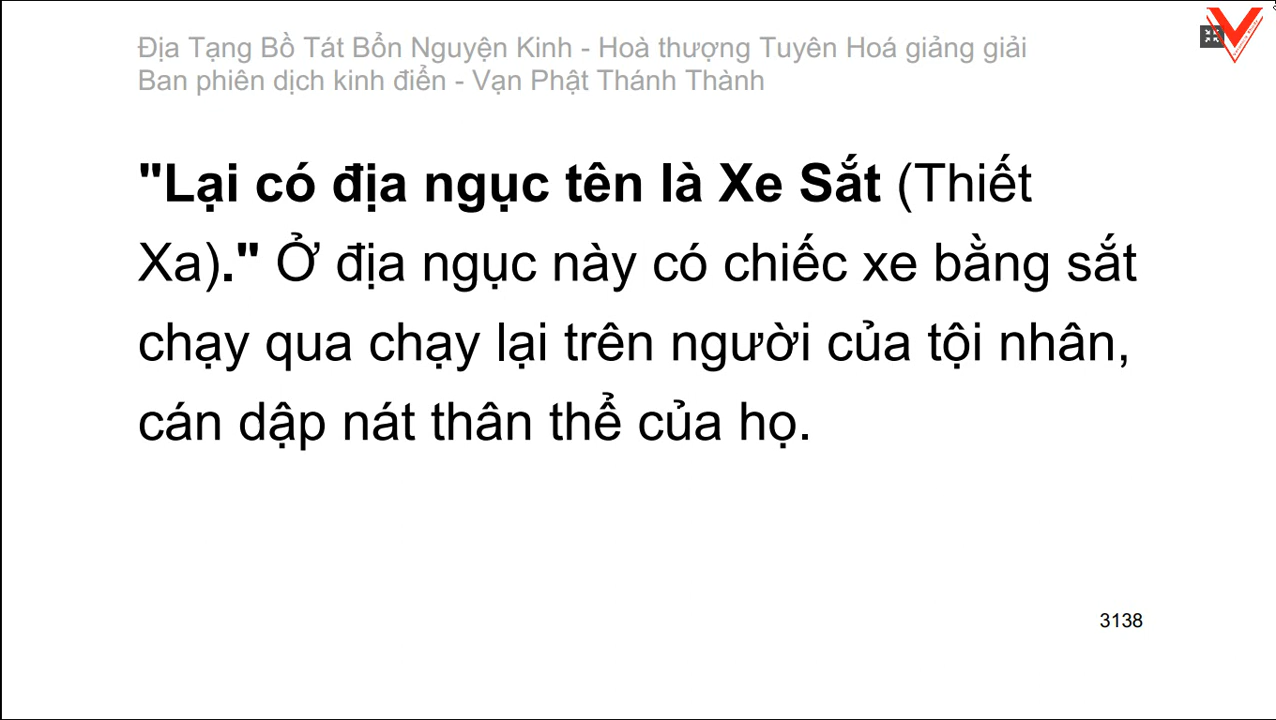 Địa Tạng Bồ Tát Bổn Nguyện Kinh - Hoà thượng Tuyên Hoá giảng giải
Ban phiên dịch kinh điển - Vạn Phật Thánh Thành
"Lại có địa ngục tên là Xe Sắt (Thiết
Xa)." Ở địa ngục này có chiếc xe bằng sắt
chạy qua chạy lại trên người của tội nhân,
cán dập nát thân thể của họ.
3138